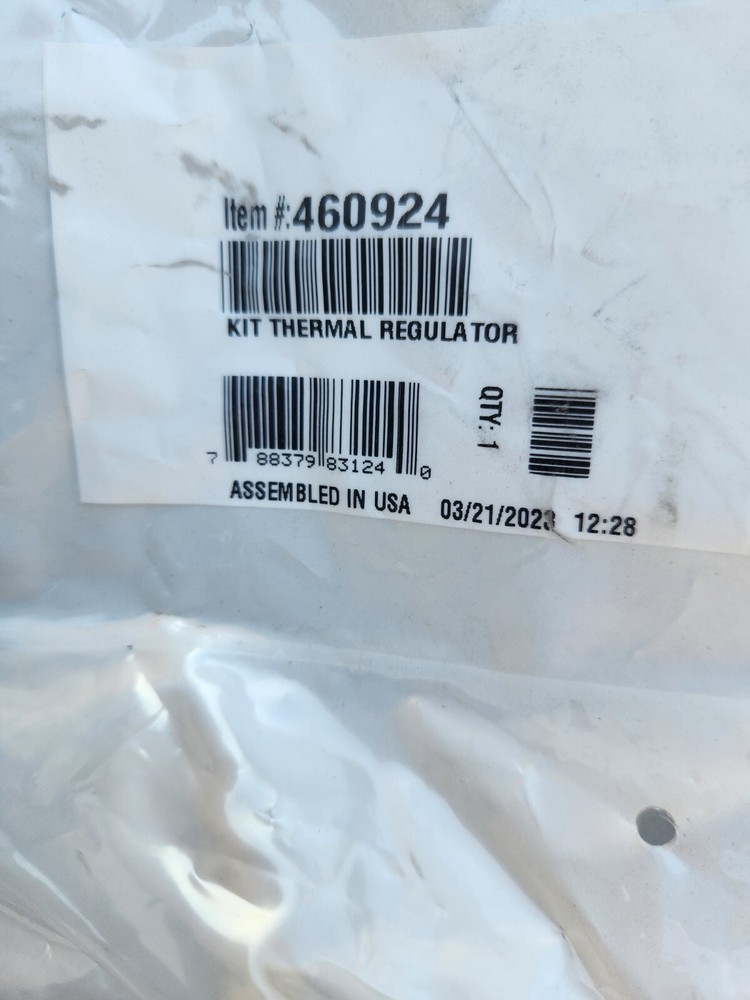 Item #:460924
KIT THERMAL REGULATOR
7 88379 83124 0
QTY: 1
ASSEMBLED IN USA 03/21/2023 12:28